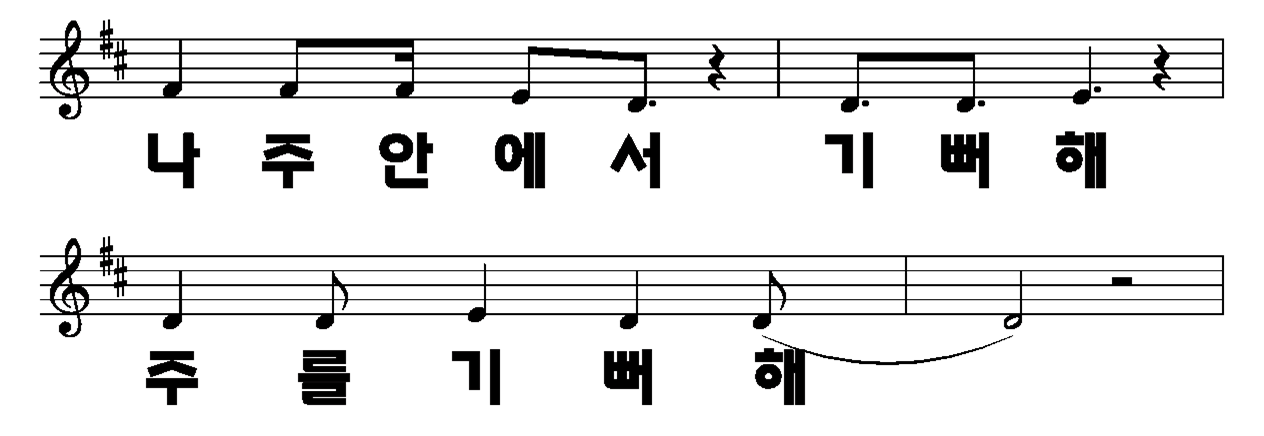 나 주 안 에 서 기 뻐 해
주 를 기 뻐 해